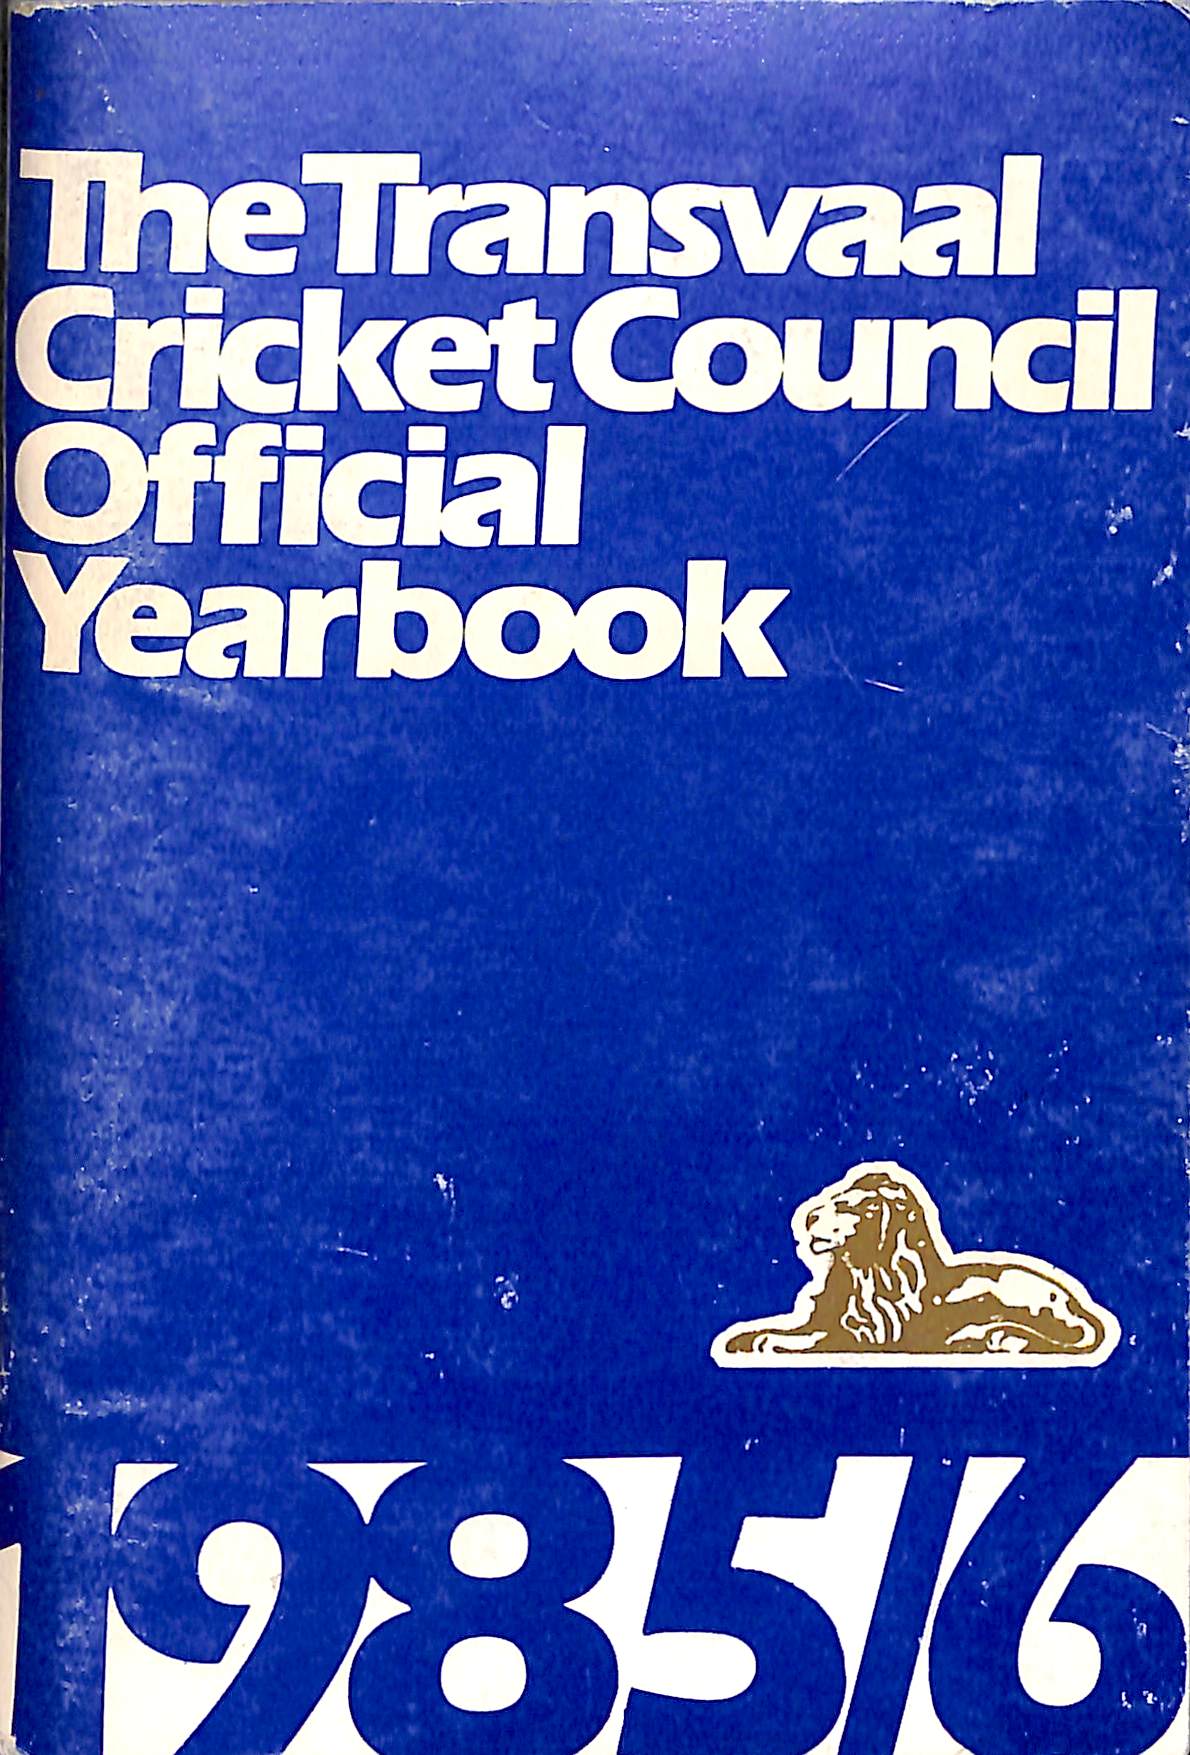 The Transvaal
Cricket Council
Official
Yearbook
1985/6